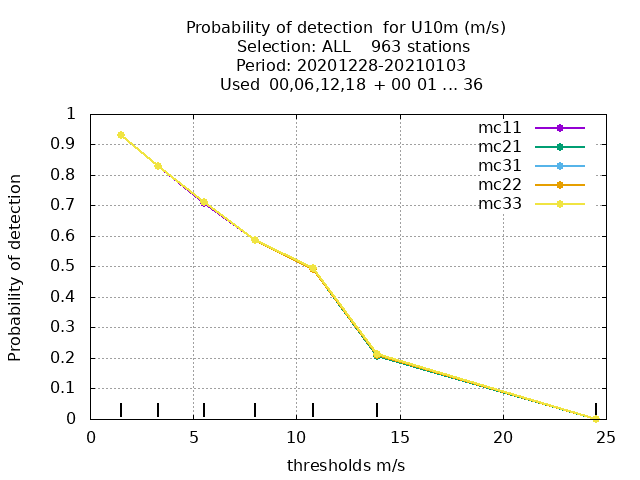 Probability of detection  for U10m (m/s)
Selection: ALL    963 stations
Period: 20201228-20210103
Used  00,06,12,18  + 00 01 ... 36
1
0.9
0.8
0.7
0.6
0.5
0.4
0.3
0.2
0.1
0
Probability of detection
mc11
mc21
mc31
mc22
mc33
0 5 10 15 20 25
thresholds m/s